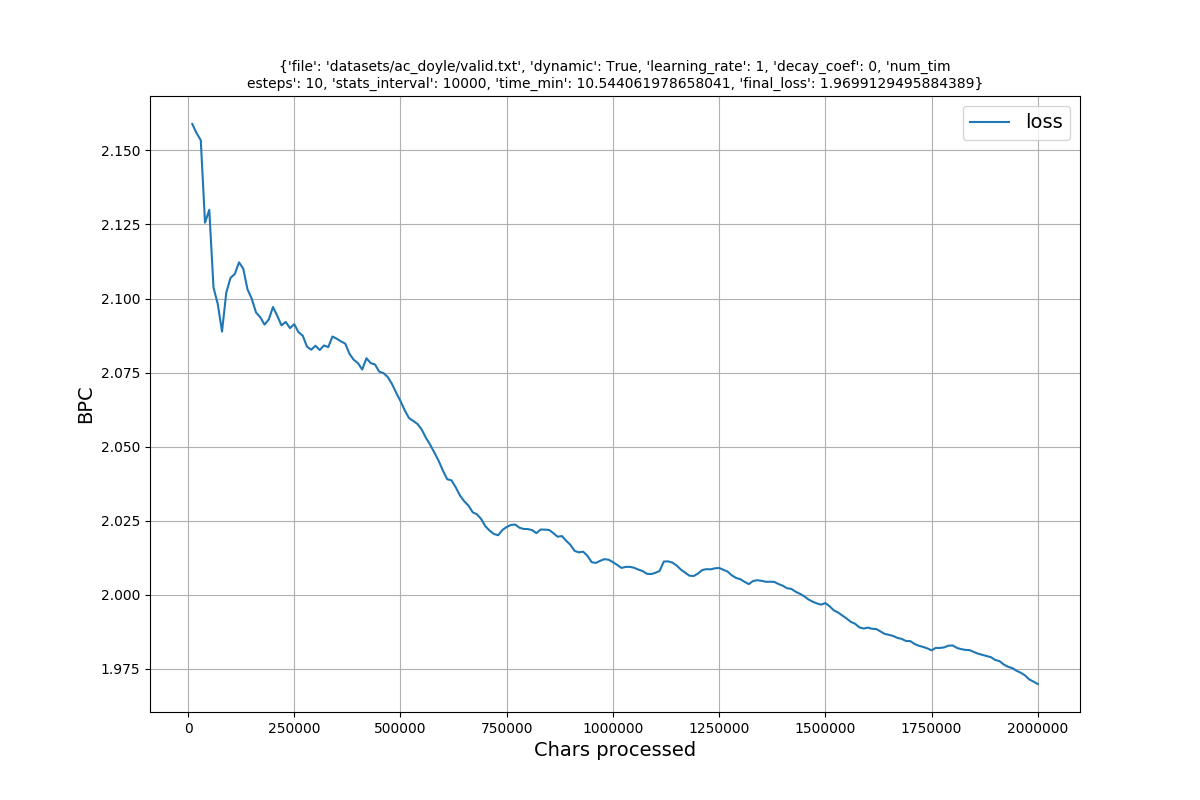 {'file': 'datasets/ac_doyle/valid.txt', 'dynamic': True, 'learning_rate': 1, 'decay_coef': 0, 'num_tim
esteps': 10, 'stats_interval': 10000, 'time_min': 10.544061978658041, 'final_loss': 1.9699129495884389}
loss
2.150
2.125
2.100
2.075
2.050
2.025
2.000
1.975
BPC
0 250000 500000 750000 1000000 1250000 1500000 1750000 2000000
Chars processed